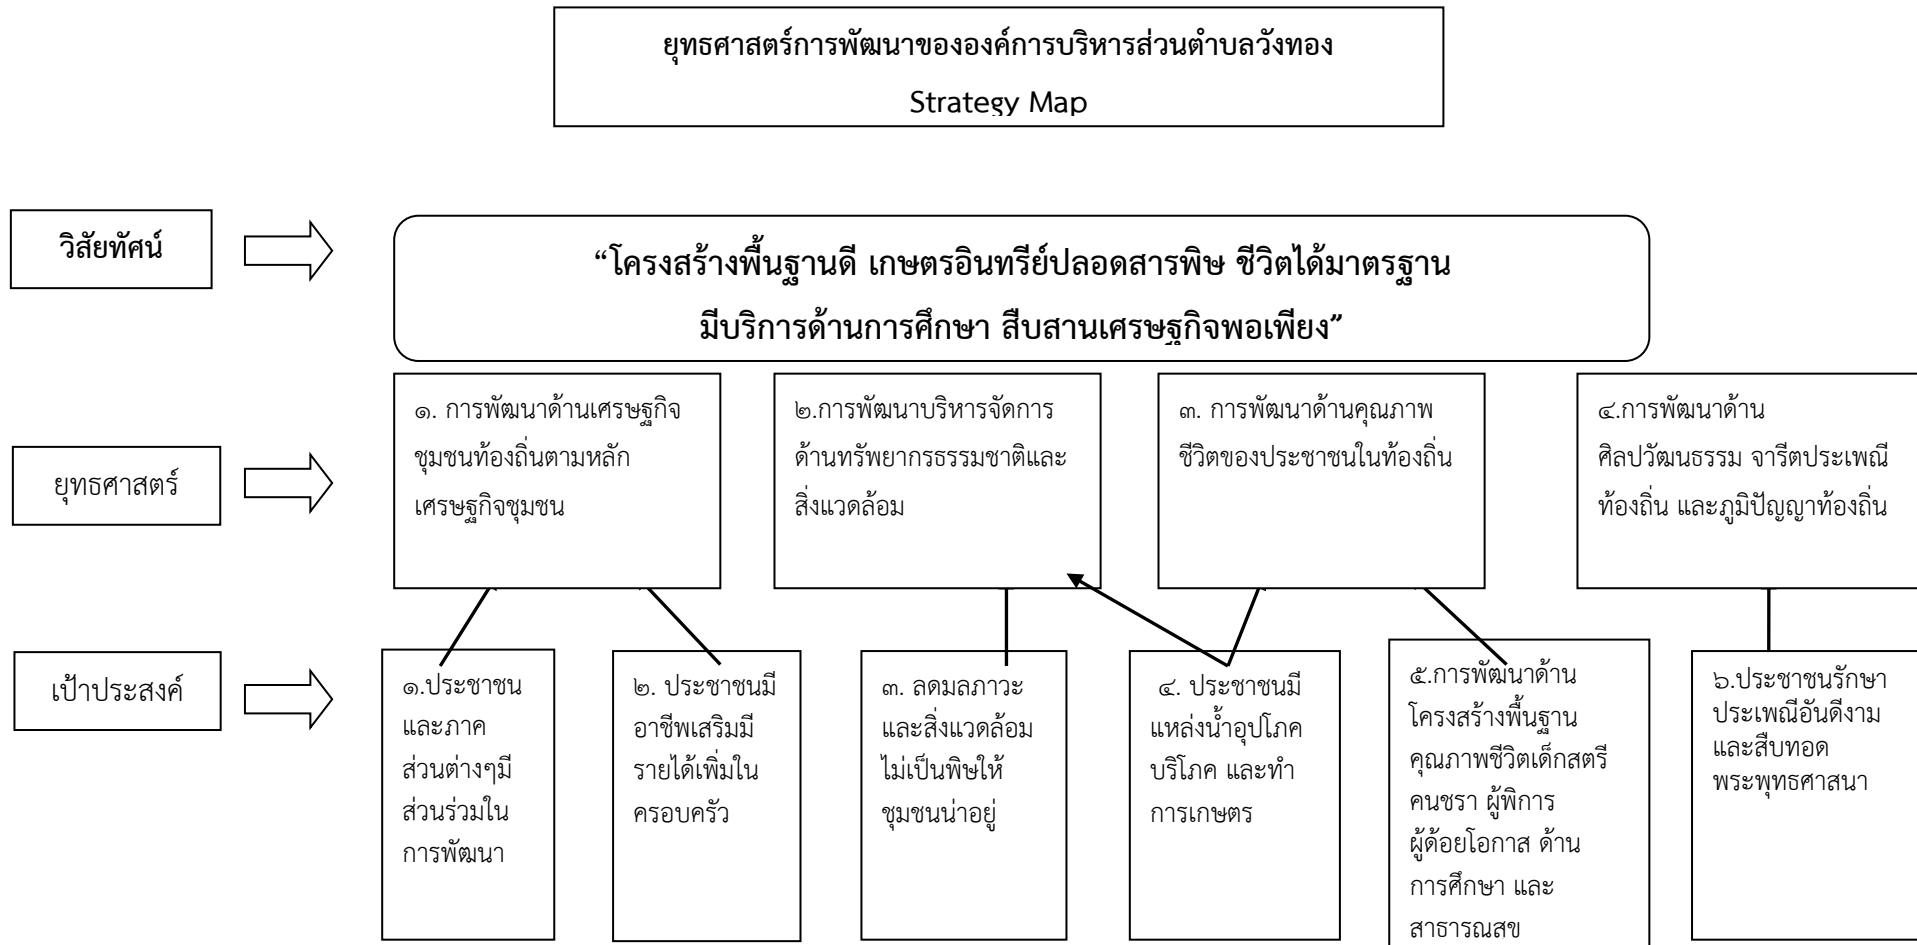 ยุทธศาสตร์การพัฒนาขององค์การบริหารส่วนตำบลวังทอง
Strategy Map
วิสัยทัศน์
“โครงสร้างพื้นฐานดี เกษตรอินทรีย์ปลอดสารพิษ ชีวิตได้มาตรฐาน
มีบริการด้านการศึกษา สืบสานเศรษฐกิจพอเพียง”
ยุทธศาสตร์
๑. การพัฒนาด้านเศรษฐกิจ
ชุมชนท้องถิ่นตามหลัก
เศรษฐกิจชุมชน
๒.การพัฒนาบริหารจัดการ
ด้านทรัพยากรธรรมชาติและ
สิ่งแวดล้อม
๓. การพัฒนาด้านคุณภาพ
ชีวิตของประชาชนในท้องถิ่น
๔.การพัฒนาด้าน
ศิลปวัฒนธรรม จารีตประเพณี
ท้องถิ่น และภูมิปัญญาท้องถิ่น
เป้าประสงค์
๑.ประชาชน
และภาค
ส่วนต่างๆมี
ส่วนร่วมใน
การพัฒนา
๒. ประชาชนมี
อาชีพเสริมมี
รายได้เพิ่มใน
ครอบครัว
๓. ลดมลภาวะ
และสิ่งแวดล้อม
ไม่เป็นพิษให้
ชุมชนน่าอยู่
๔. ประชาชนมี
แหล่งน้ำอุปโภค
บริโภค และทำ
การเกษตร
๕.การพัฒนาด้าน
โครงสร้างพื้นฐาน
คุณภาพชีวิตเด็กสตรี
คนชรา ผู้พิการ
ผู้ด้อยโอกาส ด้าน
การศึกษา และ
สาธารณสุข
๖.ประชาชนรักษา
ประเพณีอันดีงาม
และสืบทอด
พระพุทธศาสนา